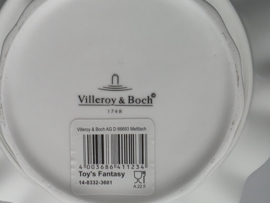 Villeroy & Boch
1748
Villeroy & Boch AG D 66693 Mettlach
4 003686 411234
Toy's Fantasy
14-8332-3601